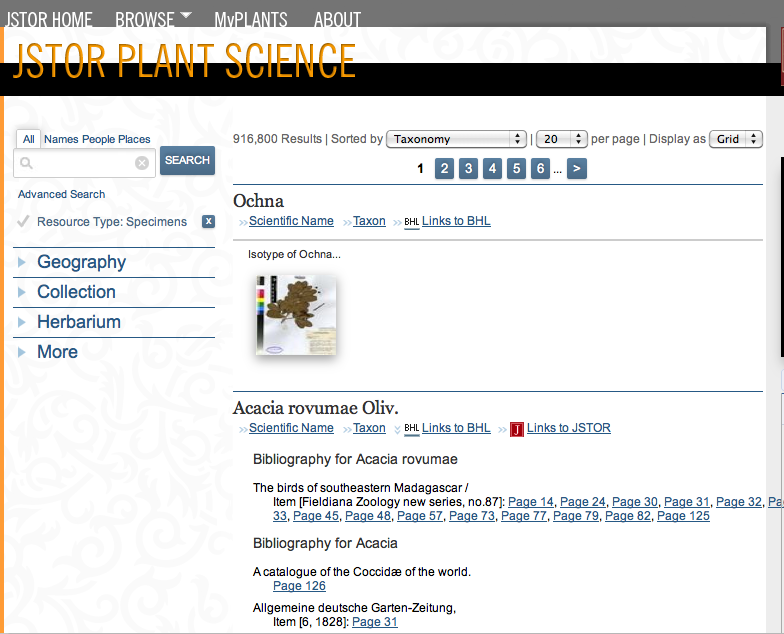 JSTOR HOME BROWSE MyPLANTS ABOUT
JSTOR PLANT SCIENCE
All Names People Places
SEARCH
Advanced Search
Resource Type: Specimens x
Geography
Collection
Herbarium
More
916,800 Results | Sorted by Taxonomy | 20 per page | Display as Grid
1 2 3 4 5 6 ... >
Ochna
»Scientific Name »Taxon »BHL Links to BHL
Isotype of Ochna...
Acacia rovumae Oliv.
»Scientific Name »Taxon BHL Links to BHL »J Links to JSTOR
Bibliography for Acacia rovumae
The birds of southeastern Madagascar /
Item [Fieldiana Zoology new series, no.87]: Page 14, Page 24, Page 30, Page 31, Page 32, Pa
33, Page 45, Page 48, Page 57, Page 73, Page 77, Page 79, Page 82, Page 125
Bibliography for Acacia
A catalogue of the Coccidæ of the world.
Page 126
Allgemeine deutsche Garten-Zeitung,
Item [6, 1828]: Page 31